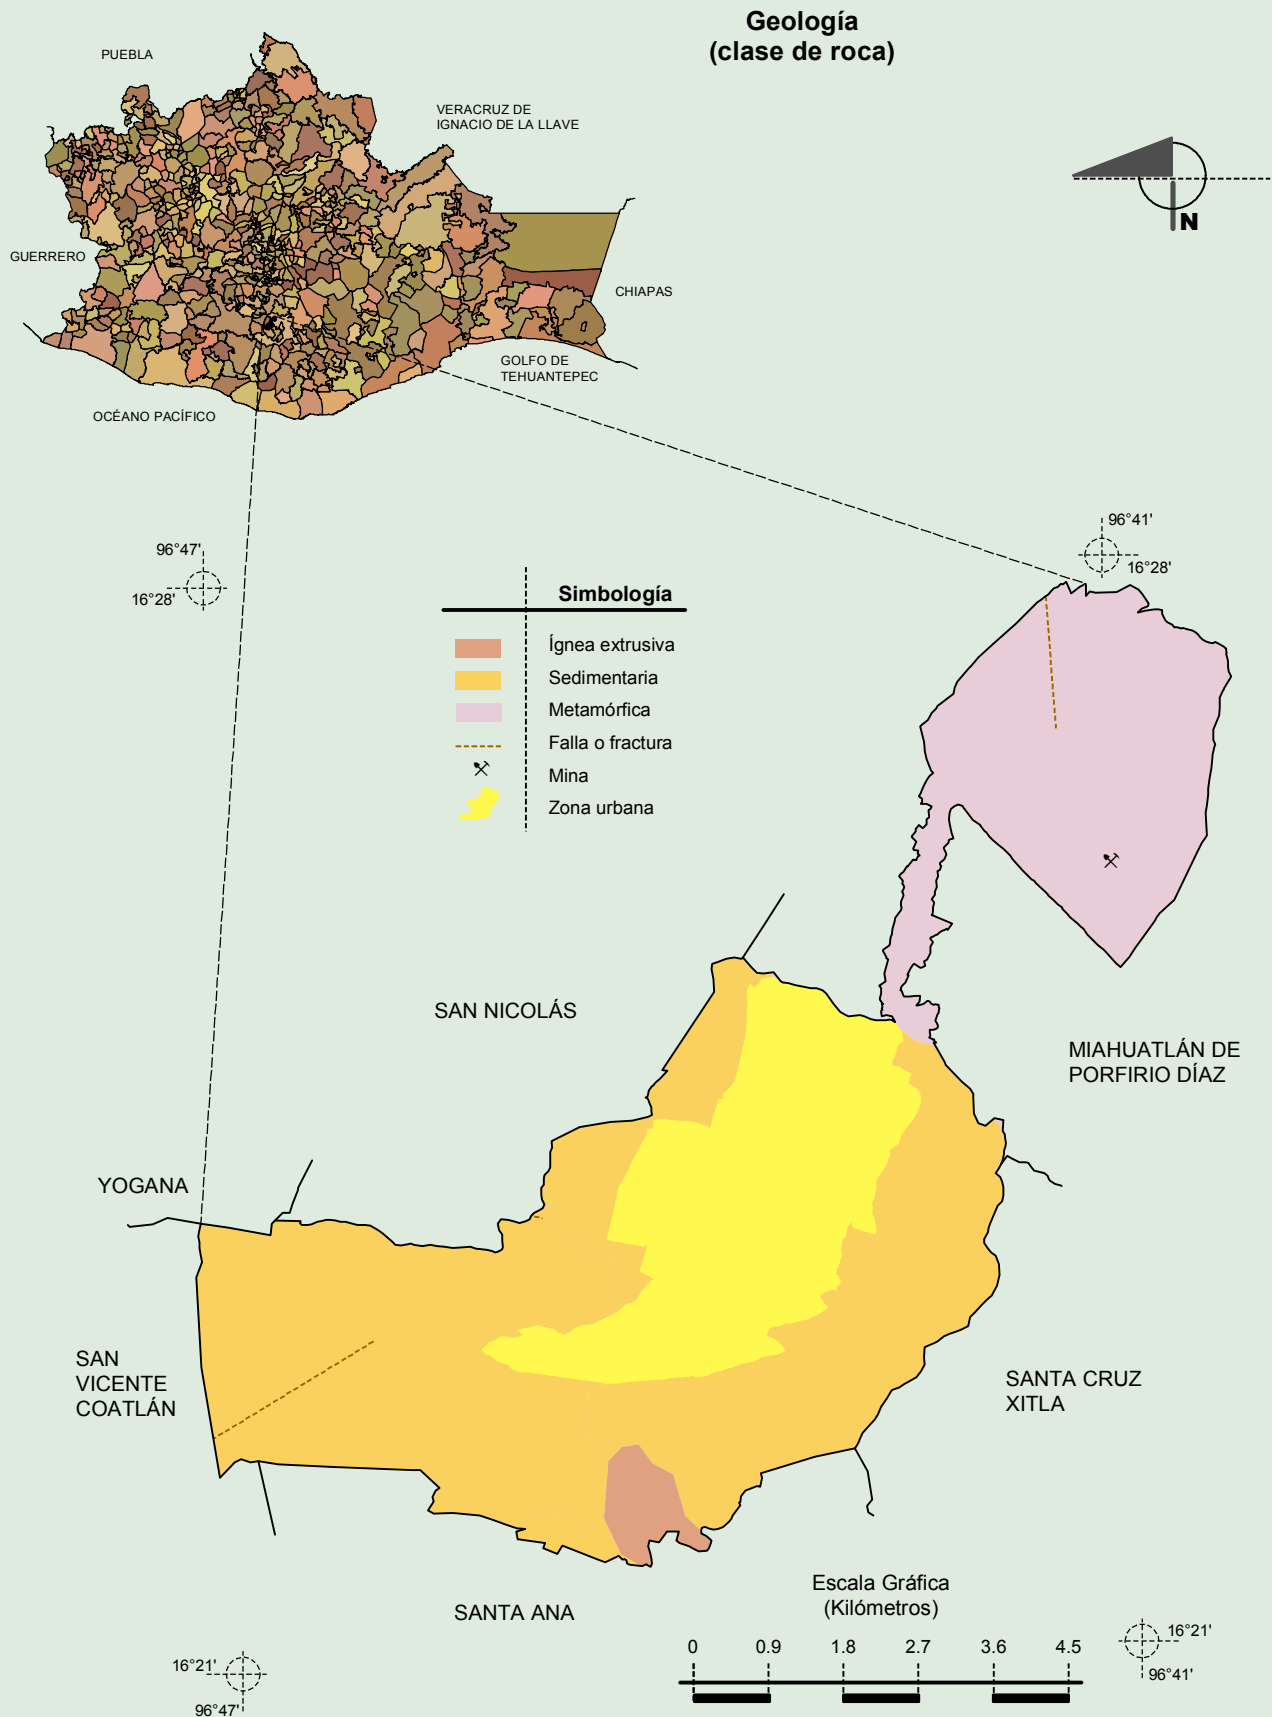 Geología
(clase de roca)
PUEBLA
VERACRUZ DE
IGNACIO DE LA LLAVE
N
GUERRERO
CHIAPAS
GOLFO DE
TEHUANTEPEC
OCÉANO PACÍFICO
96°47'
16°28'
96°41'
16°28'
Simbología
Ígnea extrusiva
Sedimentaria
Metamórfica
Falla o fractura
Mina
Zona urbana
SAN NICOLÁS
MIAHUATLÁN DE
PORFIRIO DÍAZ
YOGANA
SAN
VICENTE
COATLÁN
SANTA CRUZ
XITLA
SANTA ANA
Escala Gráfica
(Kilómetros)
0 0.9 1.8 2.7 3.6 4.5
16°21'
96°47'
16°21'
96°41'